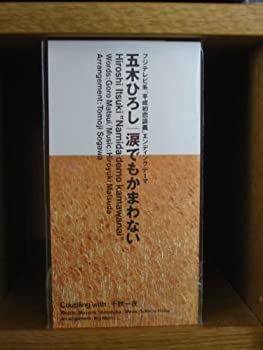 フジテレビ系「平成初恋談義」エンディング・テーマ
五木ひろし｜涙でもかまわない
Hiroshi Itsuki "Namida demo kamawanai"
Words: Goro Matsui/Music: Hiroyuki Matsuda
Arrangement: Tomoji Sogawa
Coupling with : 千秋一夜